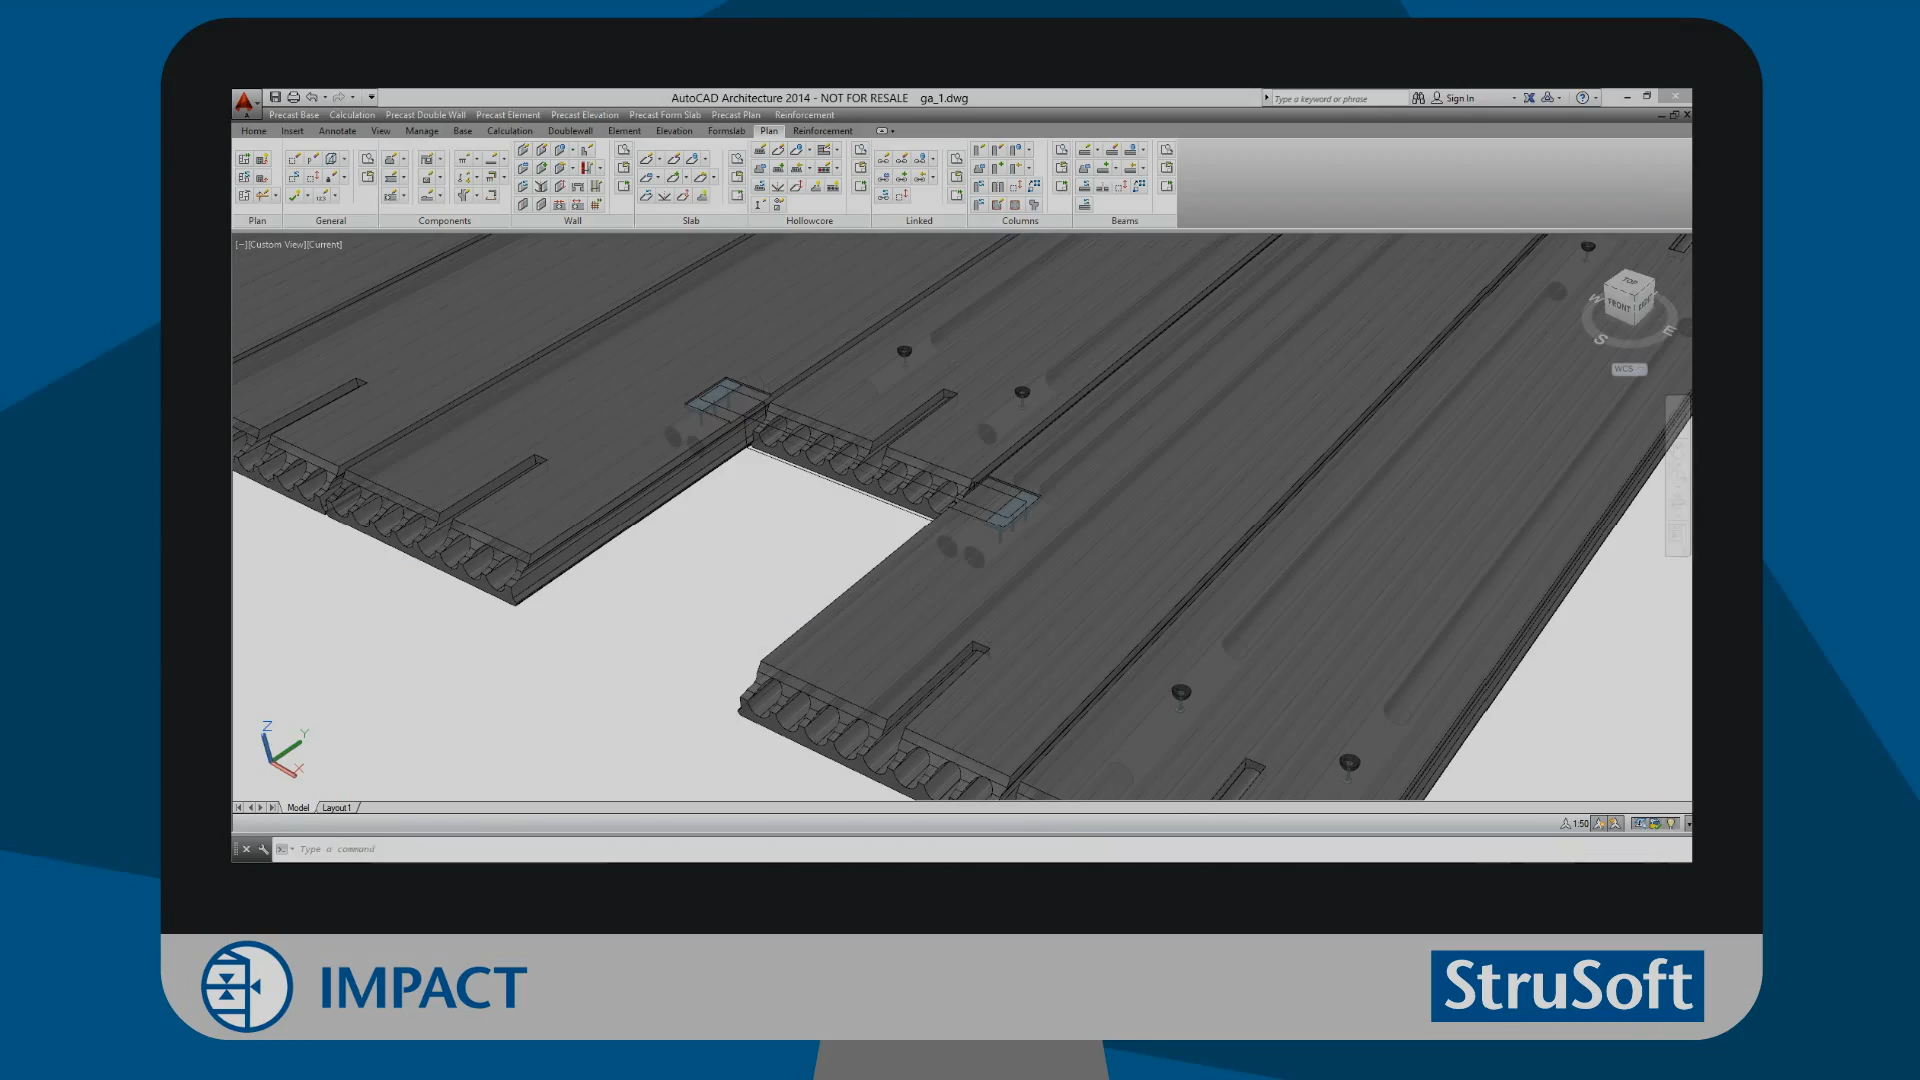 AutoCAD Architecture 2014 - NOT FOR RESALE ga_1.dwg
Type a keyword or phrase
Sign In
Precast Base Calculation Precast Double Wall Precast Element Precast Elevation Precast Form Slab Precast Plan Reinforcement
Home Insert Annotate View Manage Base Calculation Doublewall Element Elevation Formslab Plan Reinforcement
Plan General Components Wall Slab Hollowcore Linked Columns Beams
[−][Custom View][Current]
TOP
FRONT
W
S
E
WCS
Z
Y
X
Model Layout1
1:50
Type a command
IMPACT
StruSoft